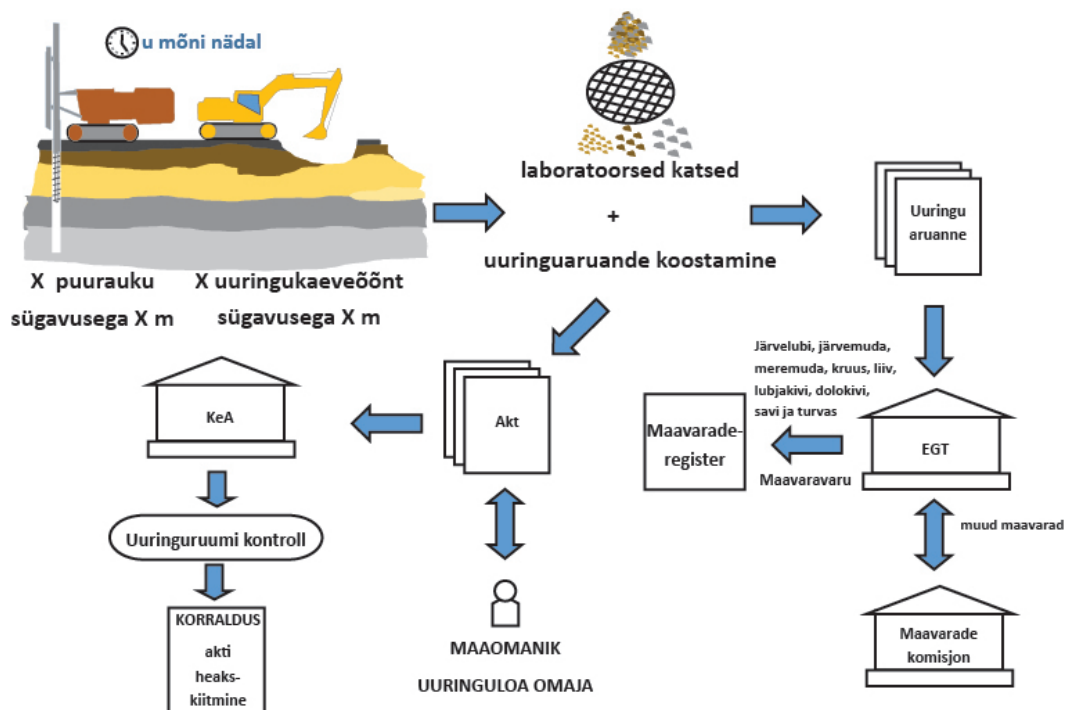 u mõni nädal
laboratoorsed katsed
+
uuringuaruande koostamine
Uuringu
aruanne
X puurauku
sügavusega X m
X uuringukaeveõõnt
sügavusega X m
Järvelubi, järvemuda,
meremuda, kruus, liiv,
lubjakivi, dolokivi,
savi ja turvas
KeA
Akt
Maavarade-
register
EGT
Maavaravaru
muud maavarad
Uuringuruumi kontroll
KORRALDUS
akti
heaks-
kiitmine
MAAOMANIK
UURINGULOA OMAJA
Maavarade
komisjon